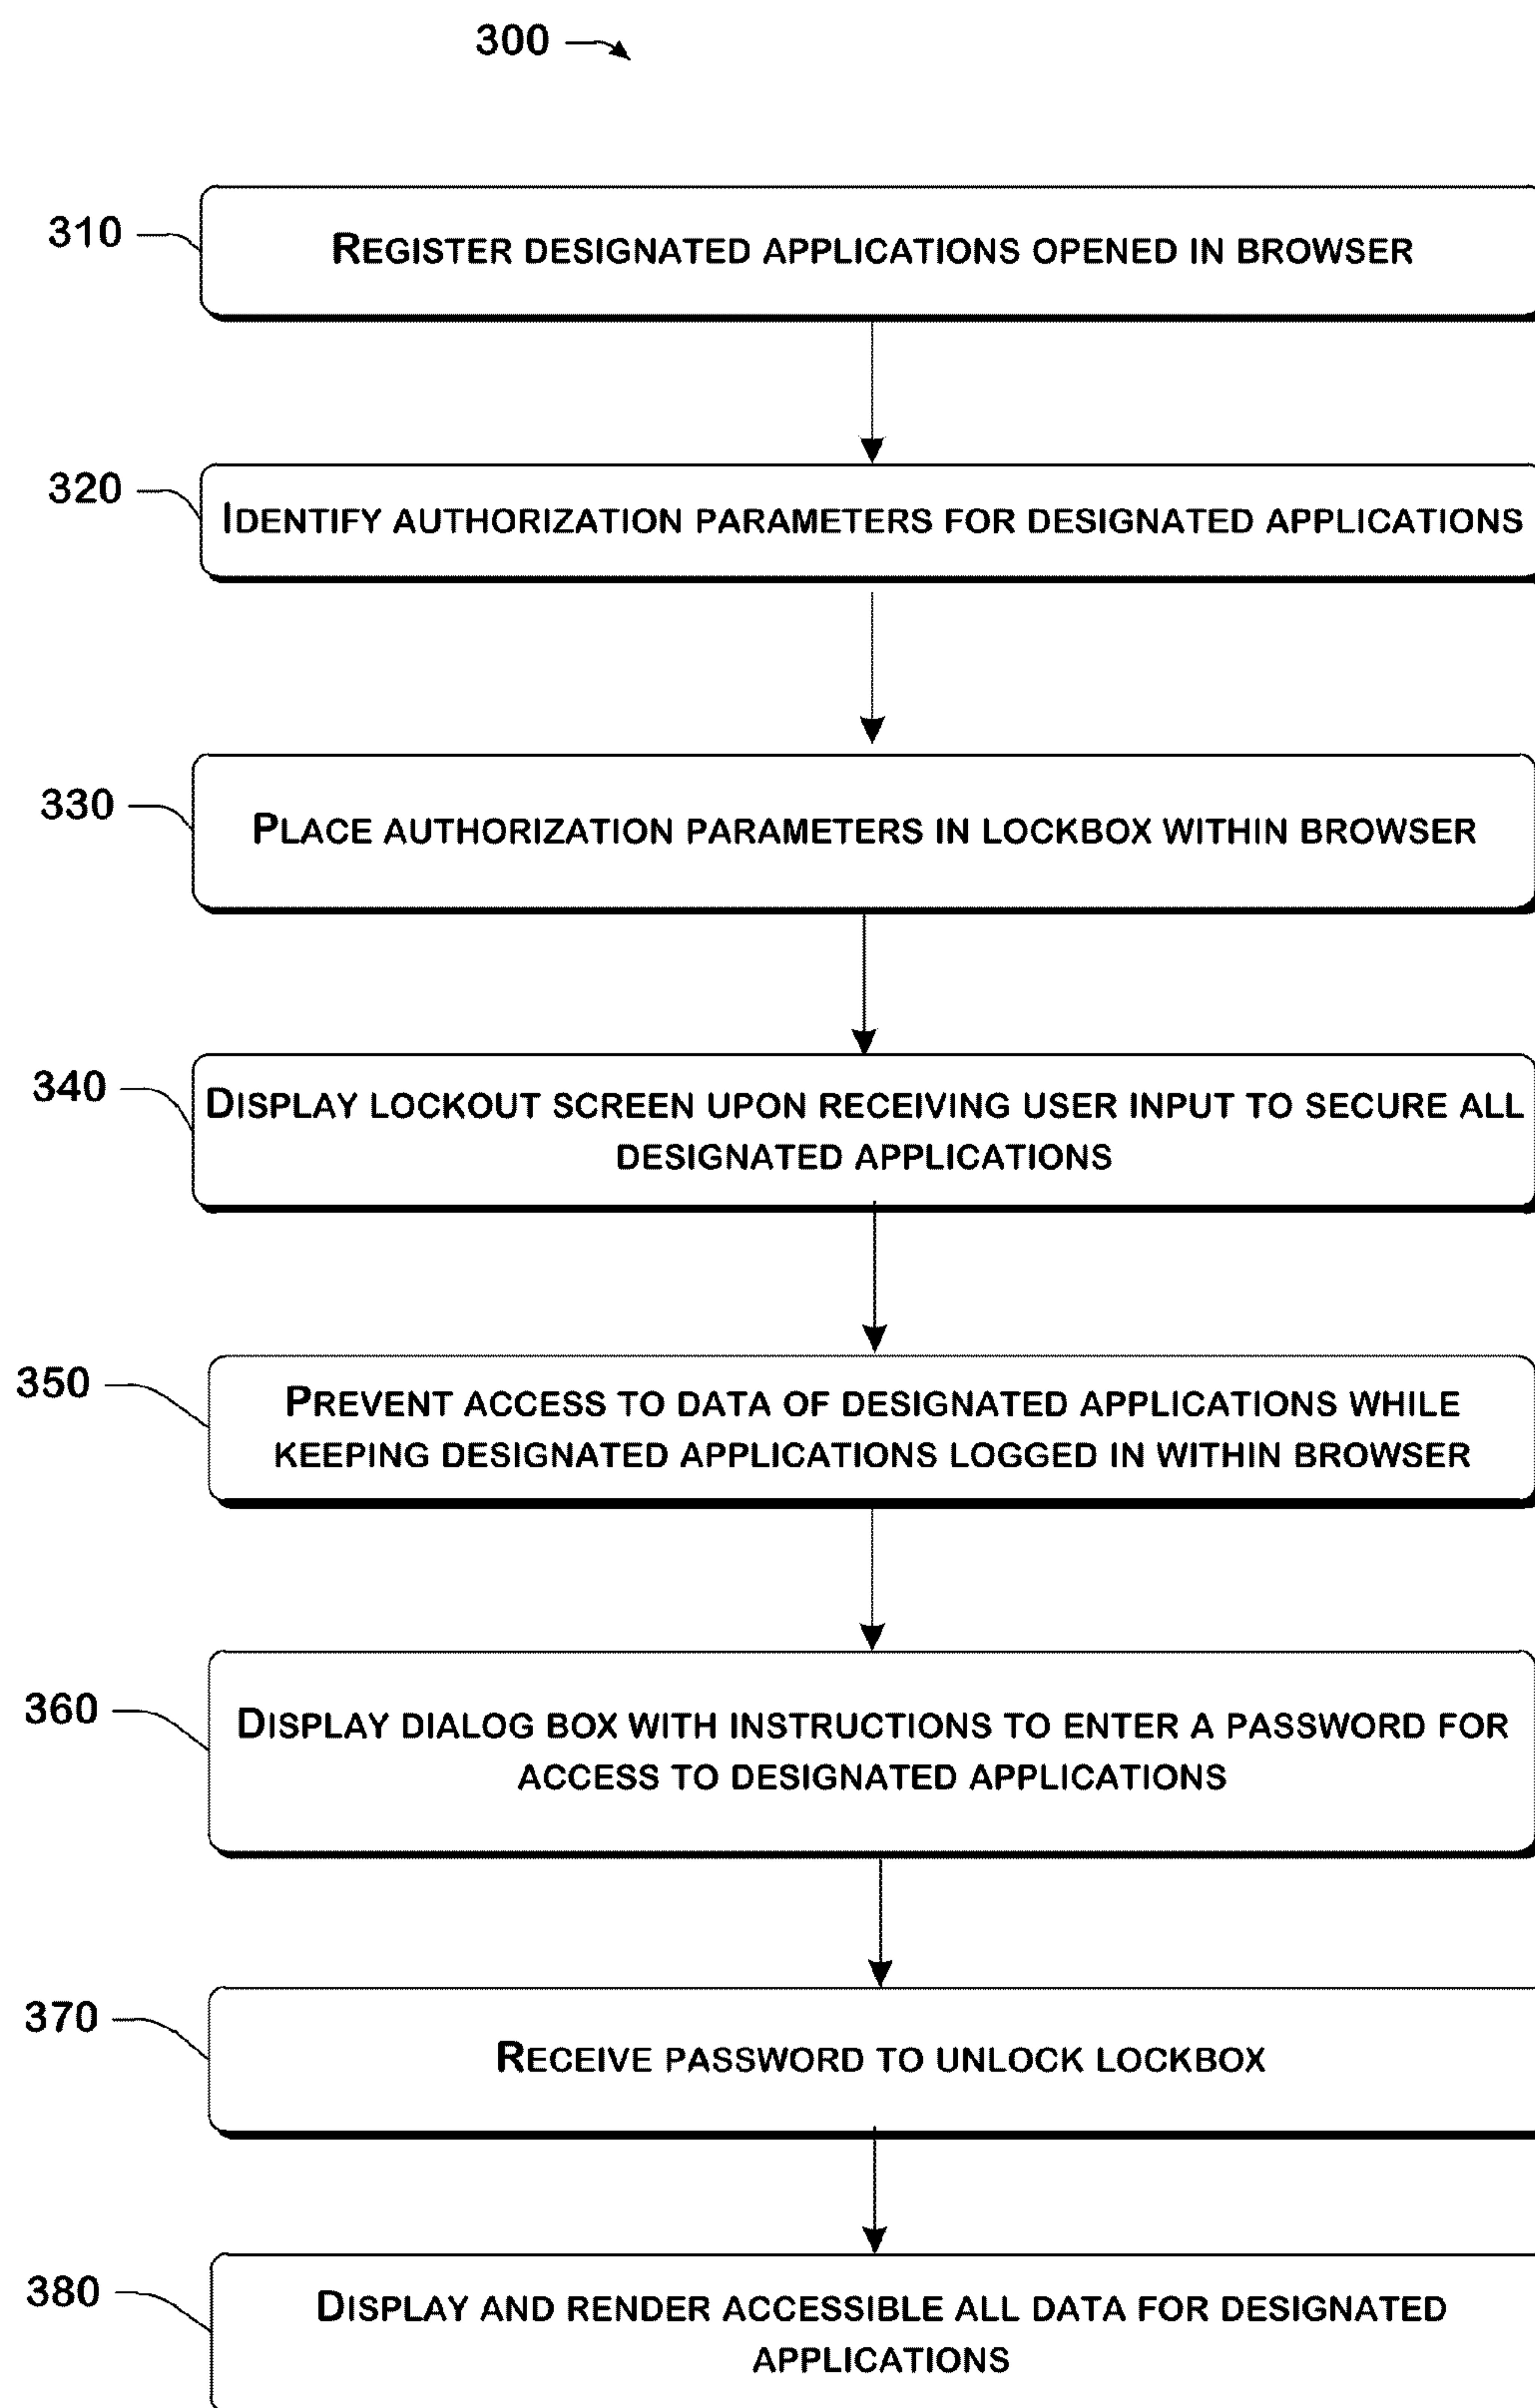 300
310
REGISTER DESIGNATED APPLICATIONS OPENED IN BROWSER
320
IDENTIFY AUTHORIZATION PARAMETERS FOR DESIGNATED APPLICATIONS
330
PLACE AUTHORIZATION PARAMETERS IN LOCKBOX WITHIN BROWSER
340
DISPLAY LOCKOUT SCREEN UPON RECEIVING USER INPUT TO SECURE ALL
DESIGNATED APPLICATIONS
350
PREVENT ACCESS TO DATA OF DESIGNATED APPLICATIONS WHILE
KEEPING DESIGNATED APPLICATIONS LOGGED IN WITHIN BROWSER
360
DISPLAY DIALOG BOX WITH INSTRUCTIONS TO ENTER A PASSWORD FOR
ACCESS TO DESIGNATED APPLICATIONS
370
RECEIVE PASSWORD TO UNLOCK LOCKBOX
380
DISPLAY AND RENDER ACCESSIBLE ALL DATA FOR DESIGNATED
APPLICATIONS